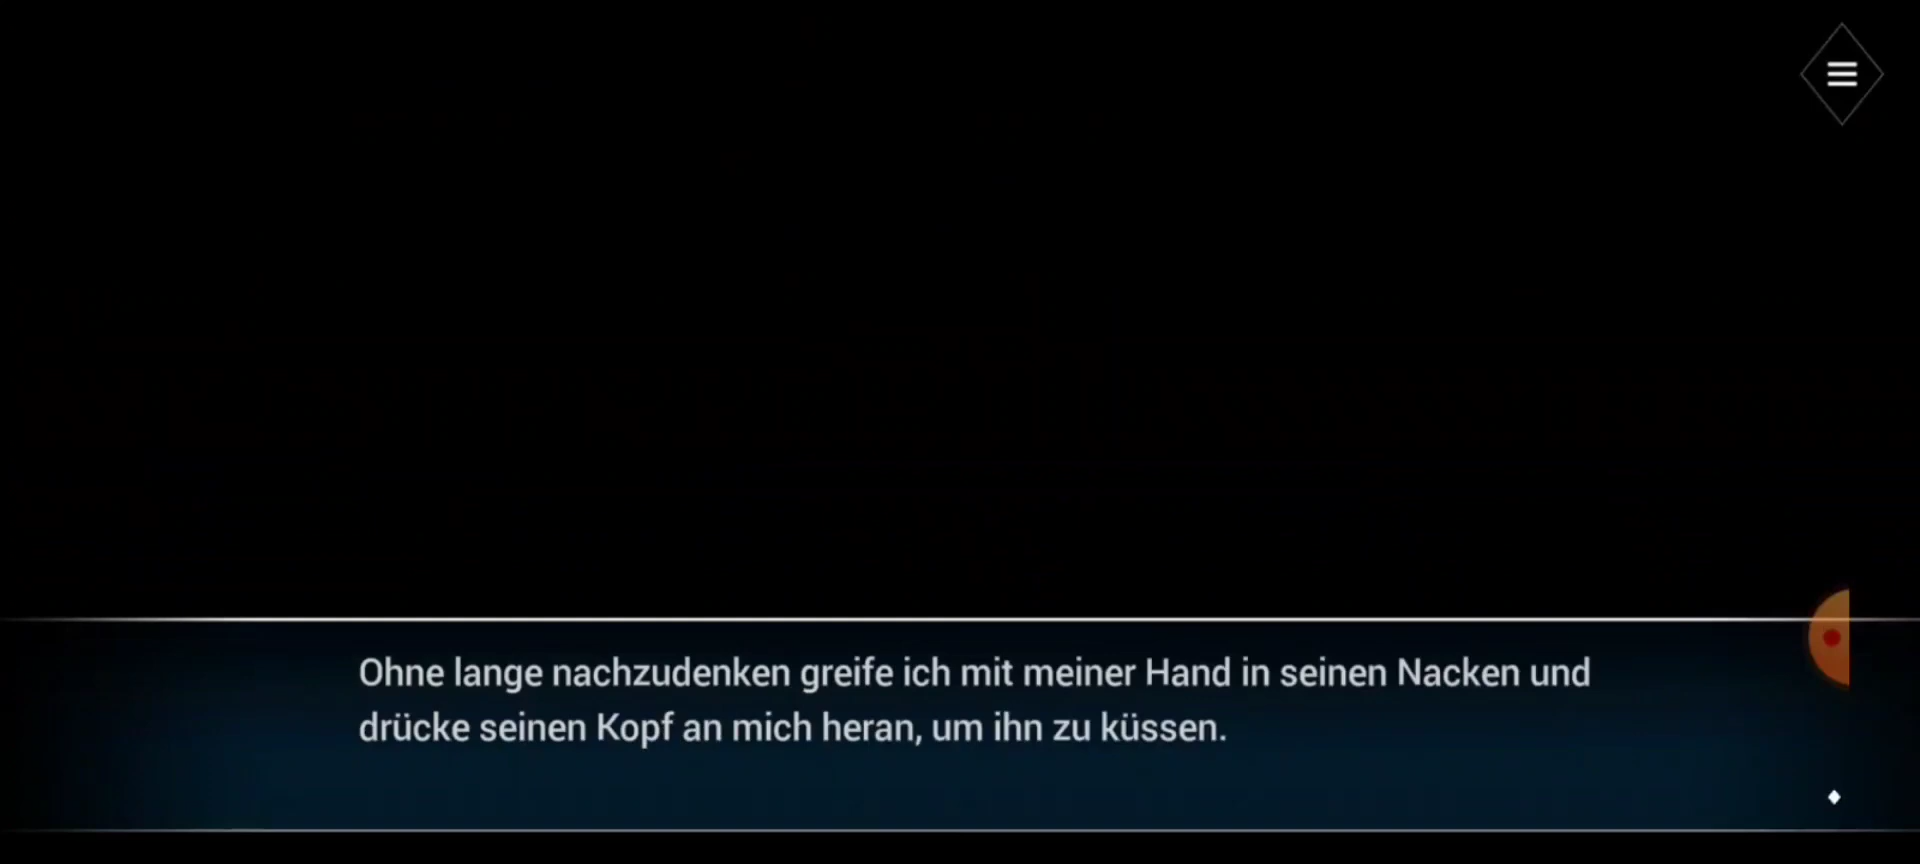 Ohne lange nachzudenken greife ich mit meiner Hand in seinen Nacken und
drücke seinen Kopf an mich heran, um ihn zu küssen.